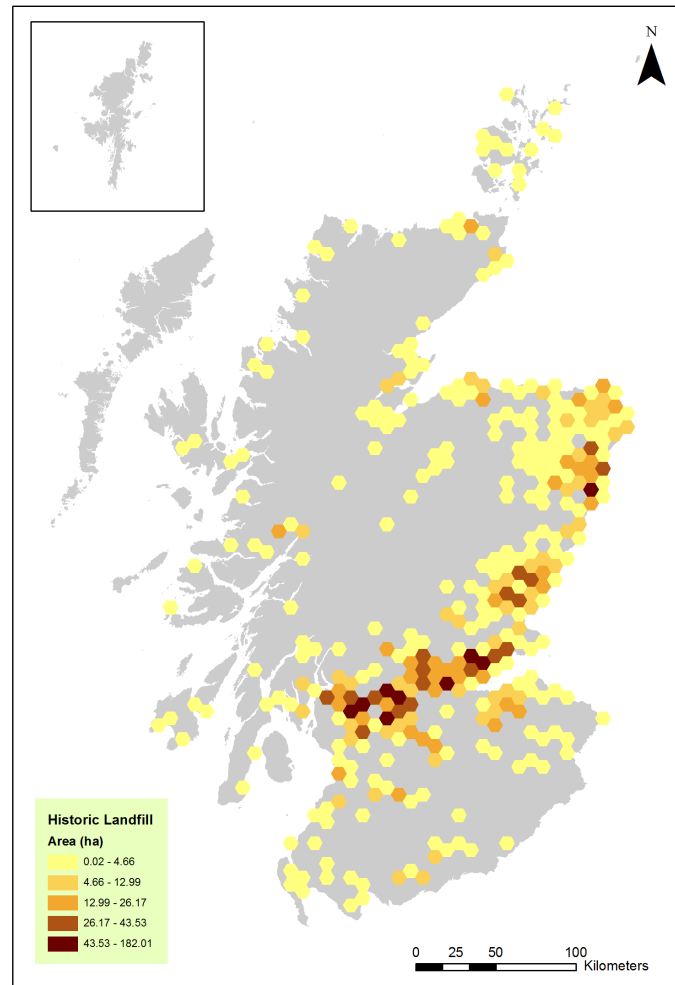 N
Historic Landfill
Area (ha)
0.02 - 4.66
4.66 - 12.99
12.99 - 26.17
26.17 - 43.53
43.53 - 182.01
0 25 50 100
Kilometers